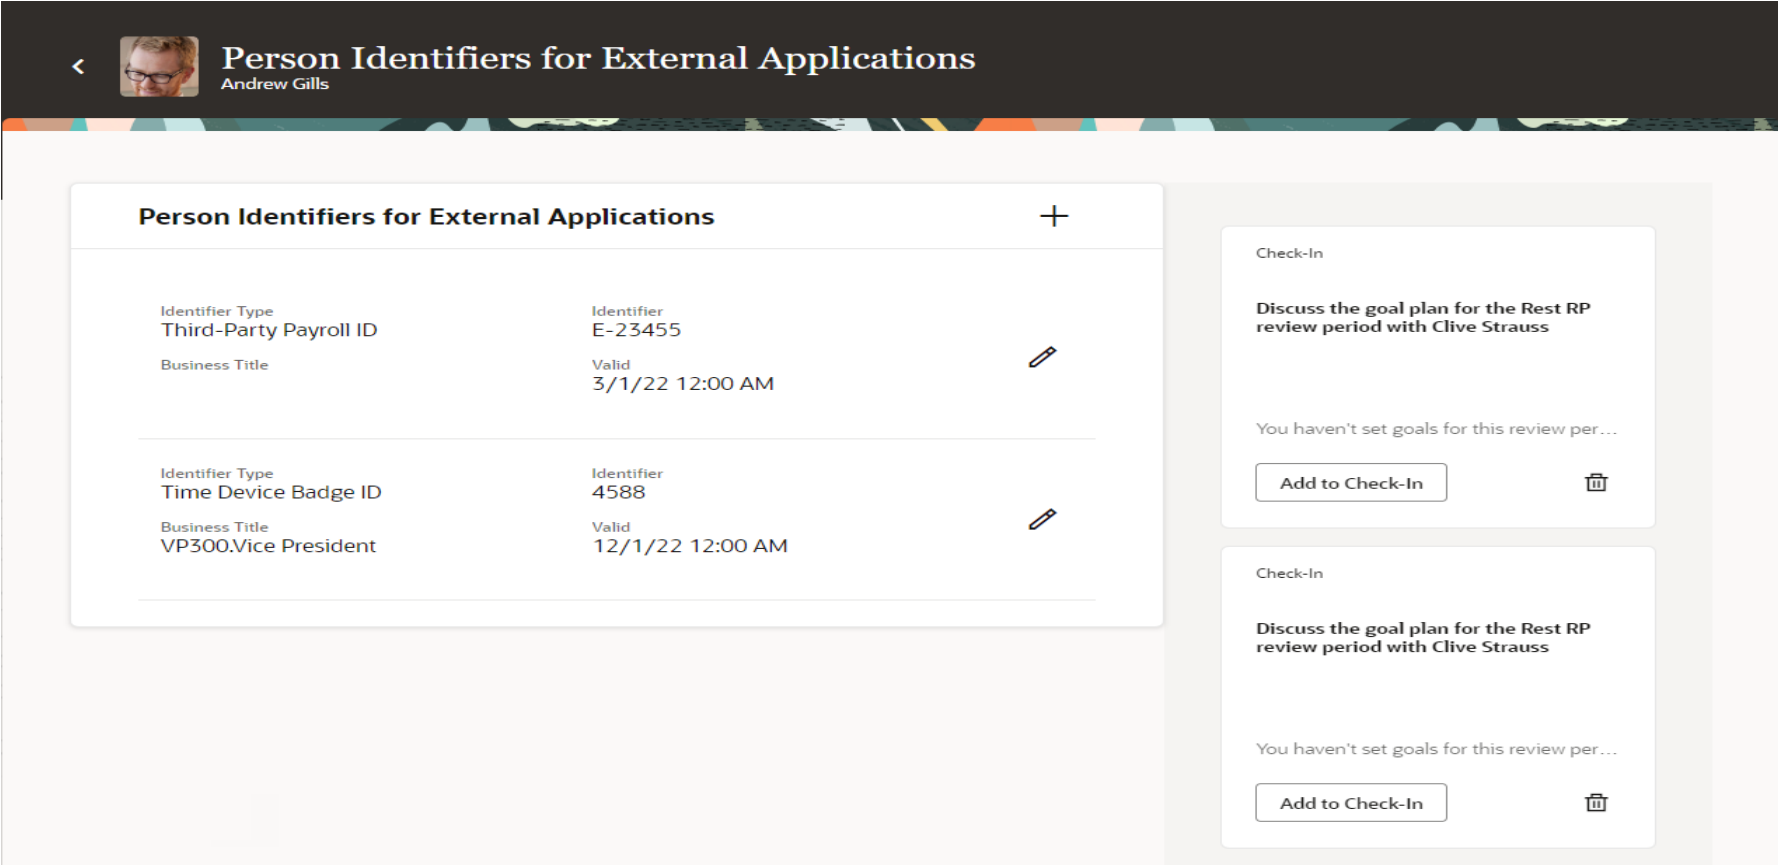 Person Identifiers for External Applications
Andrew Gills
Person Identifiers for External Applications
Identifier Type
Third-Party Payroll ID
Identifier
E-23455
Business Title
Valid
3/1/22 12:00 AM
Identifier Type
Time Device Badge ID
Identifier
4588
Business Title
VP300.Vice President
Valid
12/1/22 12:00 AM
Check-In
Discuss the goal plan for the Rest RP
review period with Clive Strauss
You haven't set goals for this review per...
Add to Check-In
Check-In
Discuss the goal plan for the Rest RP
review period with Clive Strauss
You haven't set goals for this review per...
Add to Check-In